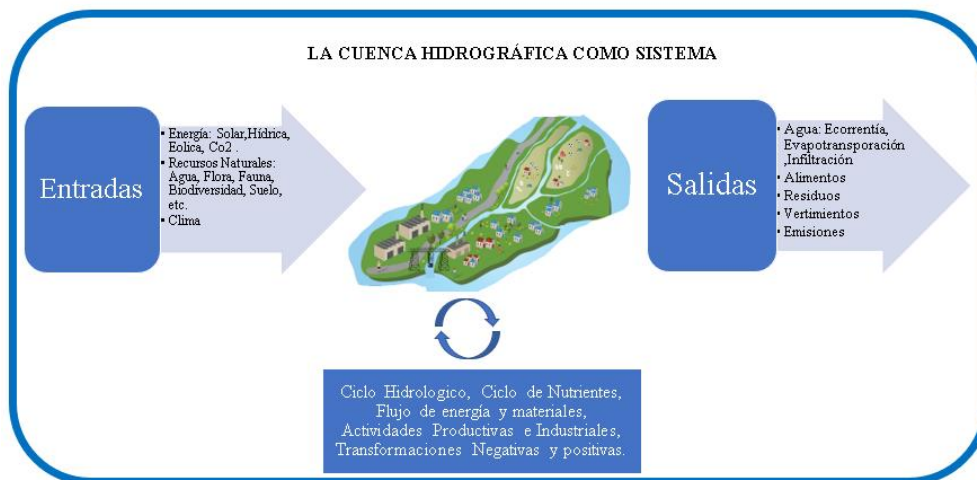 LA CUENCA HIDROGRÁFICA COMO SISTEMA
Entradas
• Energía: Solar,Hídrica,
Eolica, Co2 .
• Recursos Naturales:
Agua, Flora, Fauna,
Biodiversidad, Suelo,
etc.
• Clima
Salidas
• Agua: Ecorrentía,
Evapotransporación
,Infiltración
• Alimentos
• Residuos
• Vertimientos
• Emisiones
Ciclo Hidrologico, Ciclo de Nutrientes,
Flujo de energía y materiales,
Actividades Productivas e Industriales,
Transformaciones Negativas y positivas.